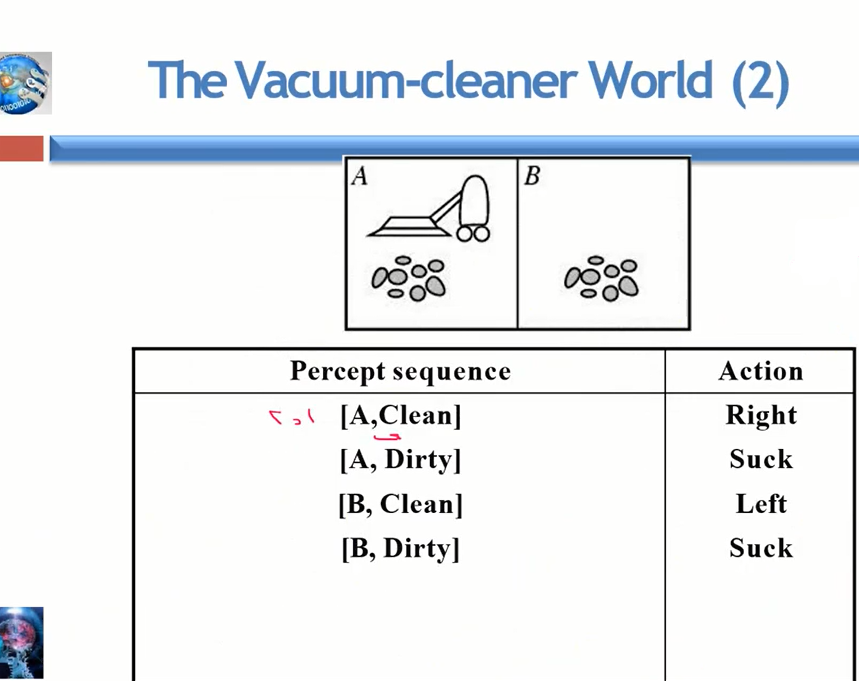 The Vacuum-cleaner World (2)
A
B
Percept sequence Action
[A,Clean] Right
[A, Dirty] Suck
[B, Clean] Left
[B, Dirty] Suck